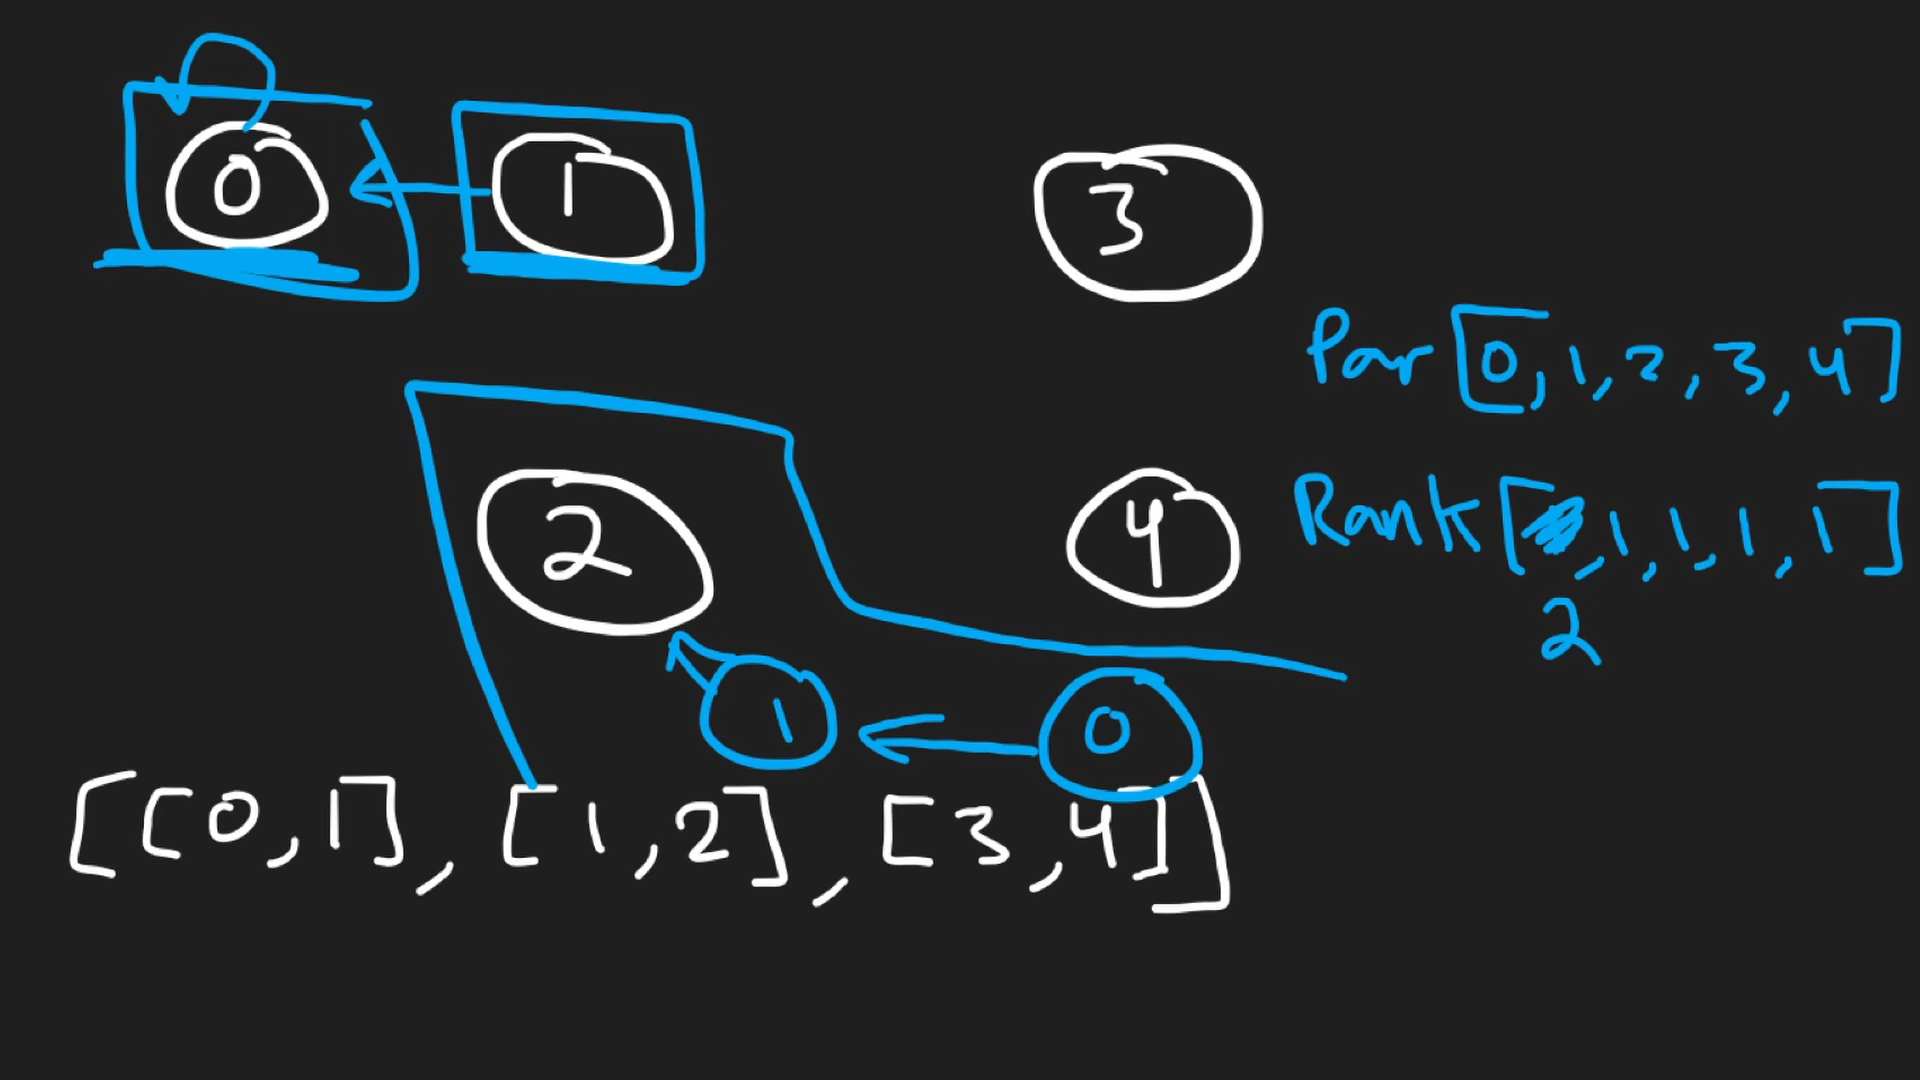 0 1 3
Par [0, 1, 2, 3, 4]
2 4
Rank [ , 1, 1, 1, 1]
2
1 0
[[0,1], [1,2], [3,4]]